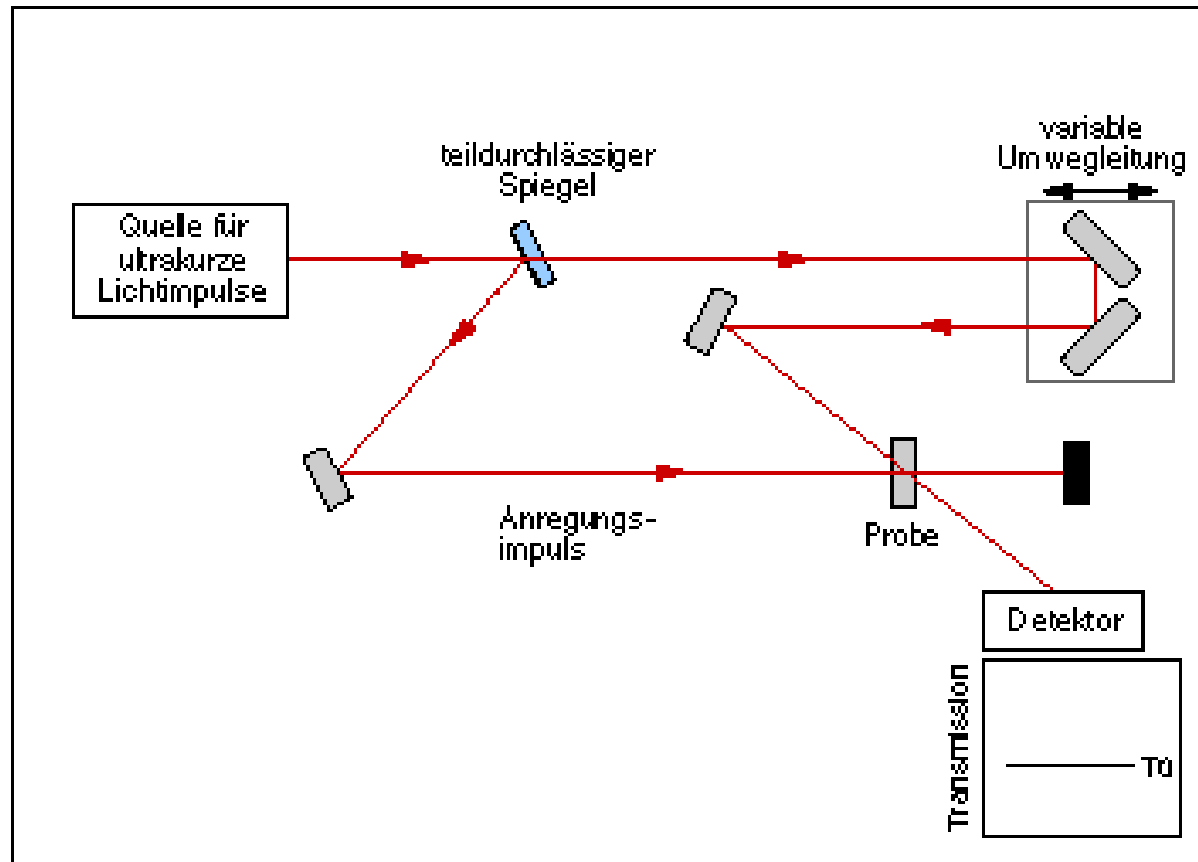 variable
Umwegleitung
teildurchlässiger
Spiegel
Quelle für
ultrakurze
Lichtimpulse
Anregungs-
impuls
Probe
Detektor
Transmission
T0